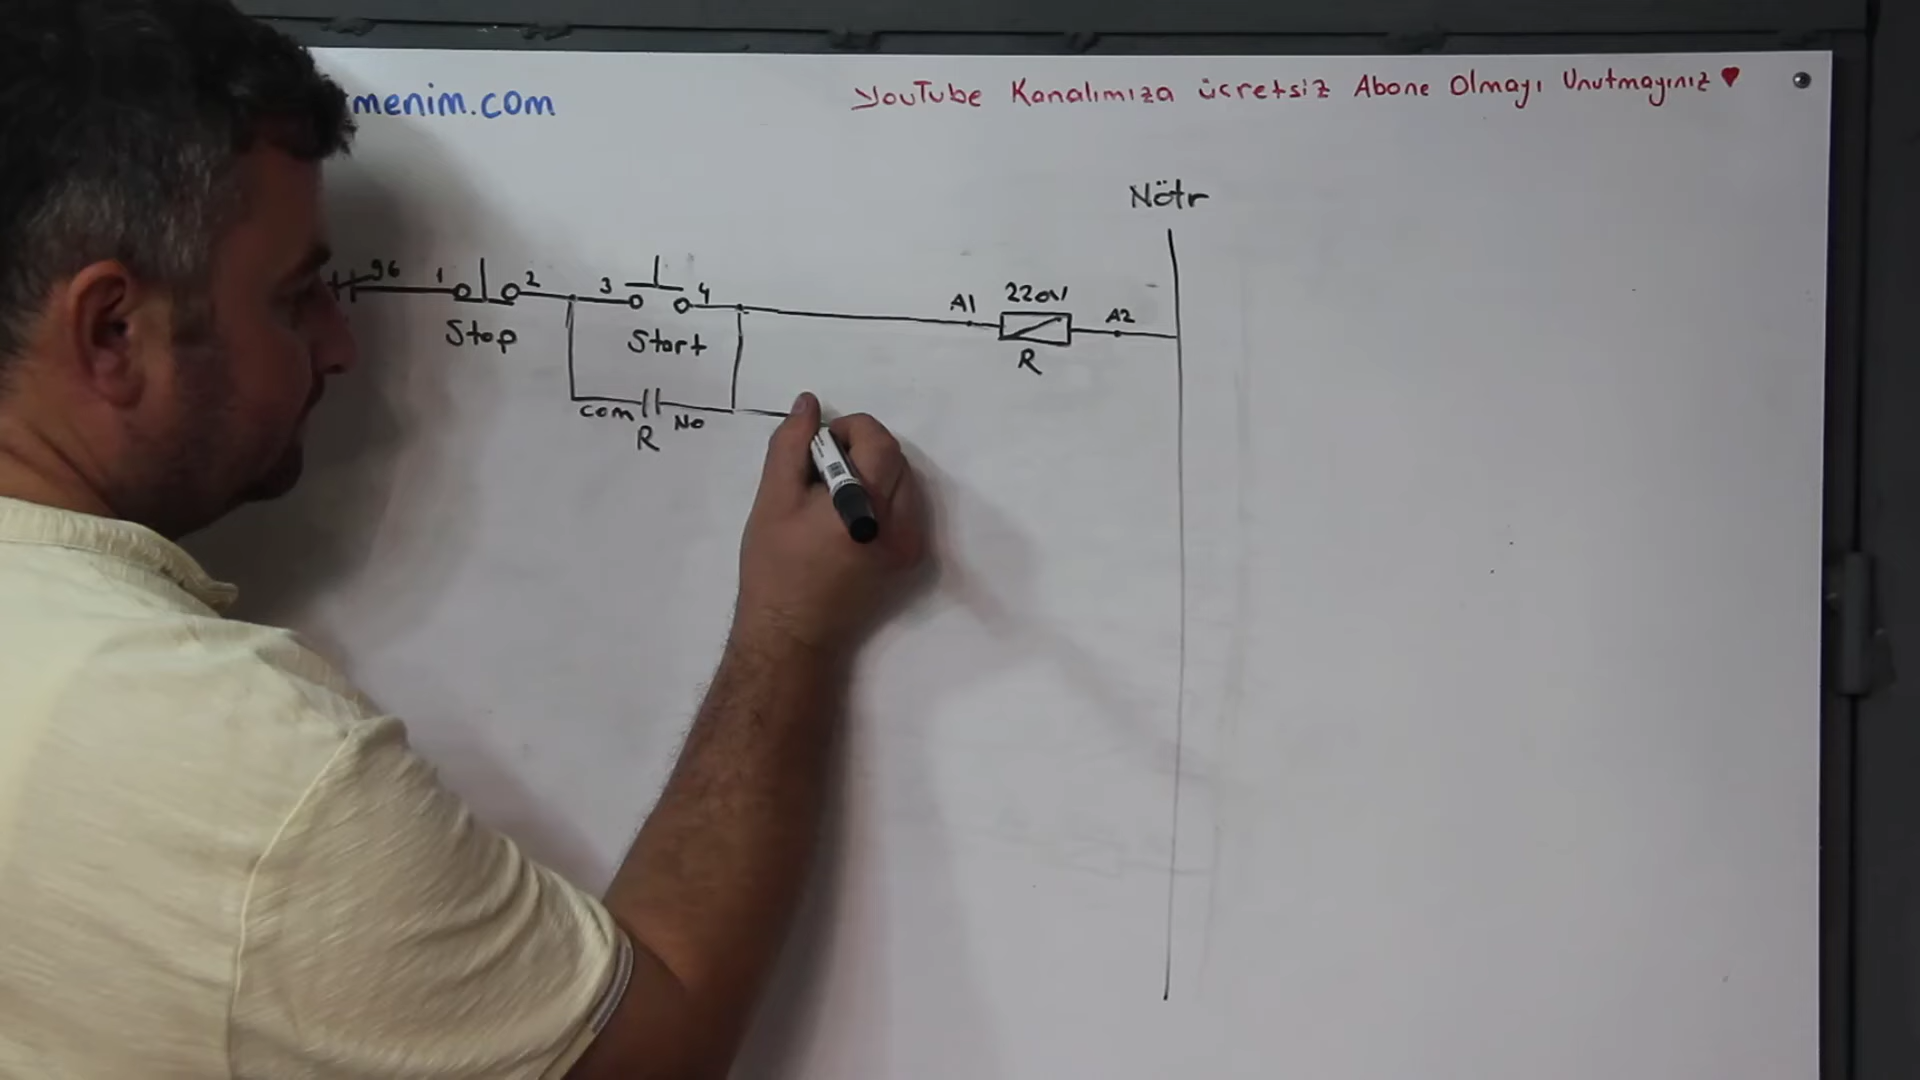 menim.com
YouTube Kanalımıza ücretsiz Abone Olmayı Unutmayınız
Nötr
96 1 2 3 4 A1 220V A2
Stop Start R
com No
R